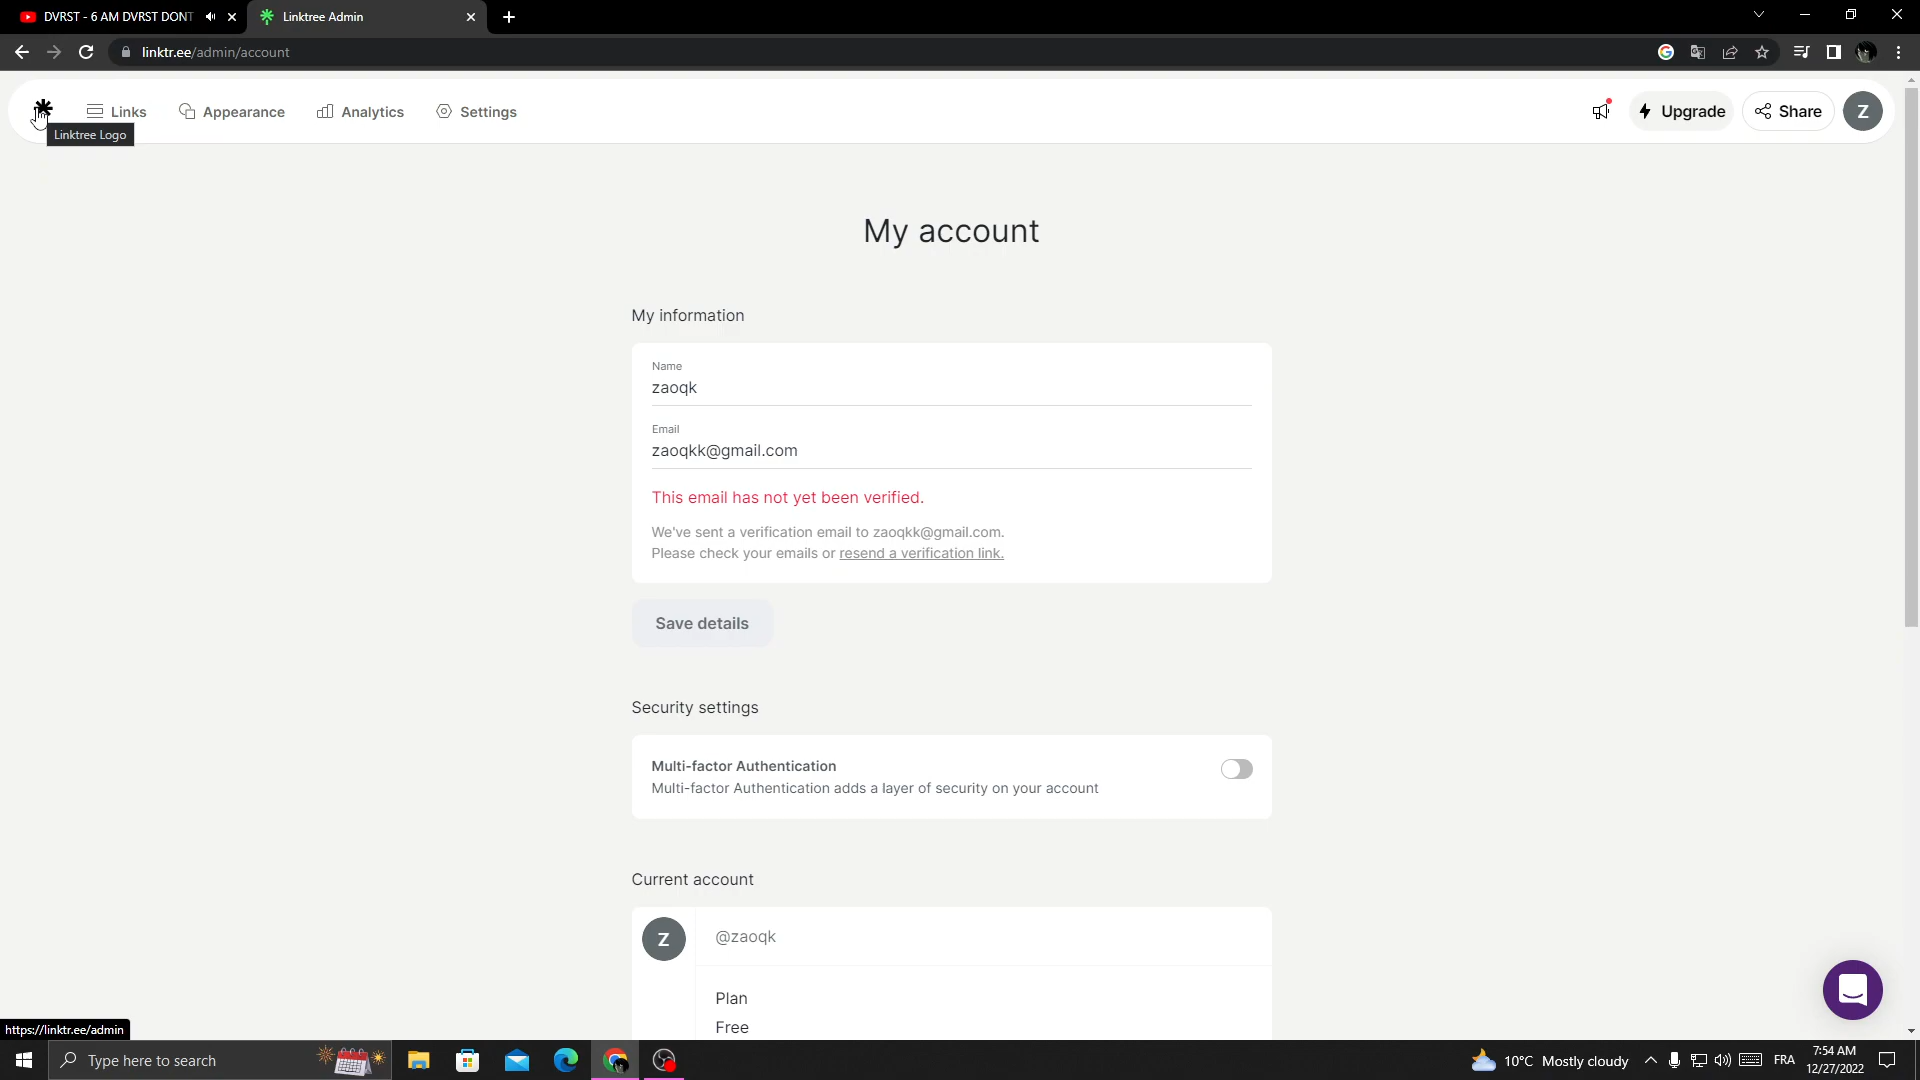 DVRST - 6 AM DVRST DONT
Linktree Admin
linktr.ee/admin/account
Links
Appearance
Analytics
Settings
Upgrade
Share
Z
Linktree Logo
My account
My information
Name
zaoqk
Email
zaoqkk@gmail.com
This email has not yet been verified.
We've sent a verification email to zaoqkk@gmail.com.
Please check your emails or resend a verification link.
Save details
Security settings
Multi-factor Authentication
Multi-factor Authentication adds a layer of security on your account
Current account
Z
@zaoqk
Plan
Free
https://linktr.ee/admin
Type here to search
10°C Mostly cloudy
FRA
7:54 AM
12/27/2022